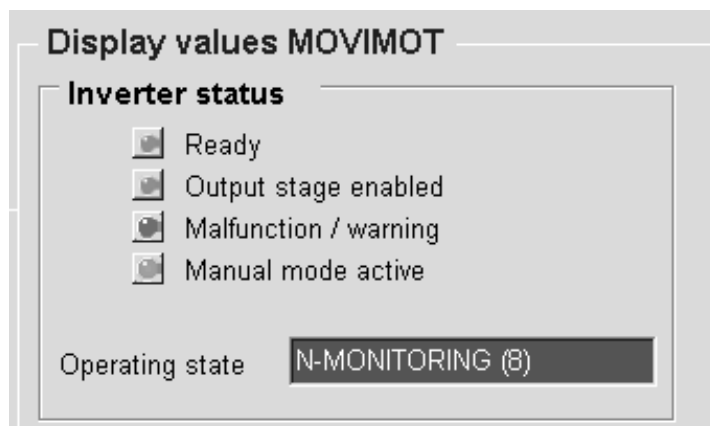 Display values MOVIMOT
Inverter status
Ready
Output stage enabled
Malfunction / warning
Manual mode active
Operating state N-MONITORING (8)